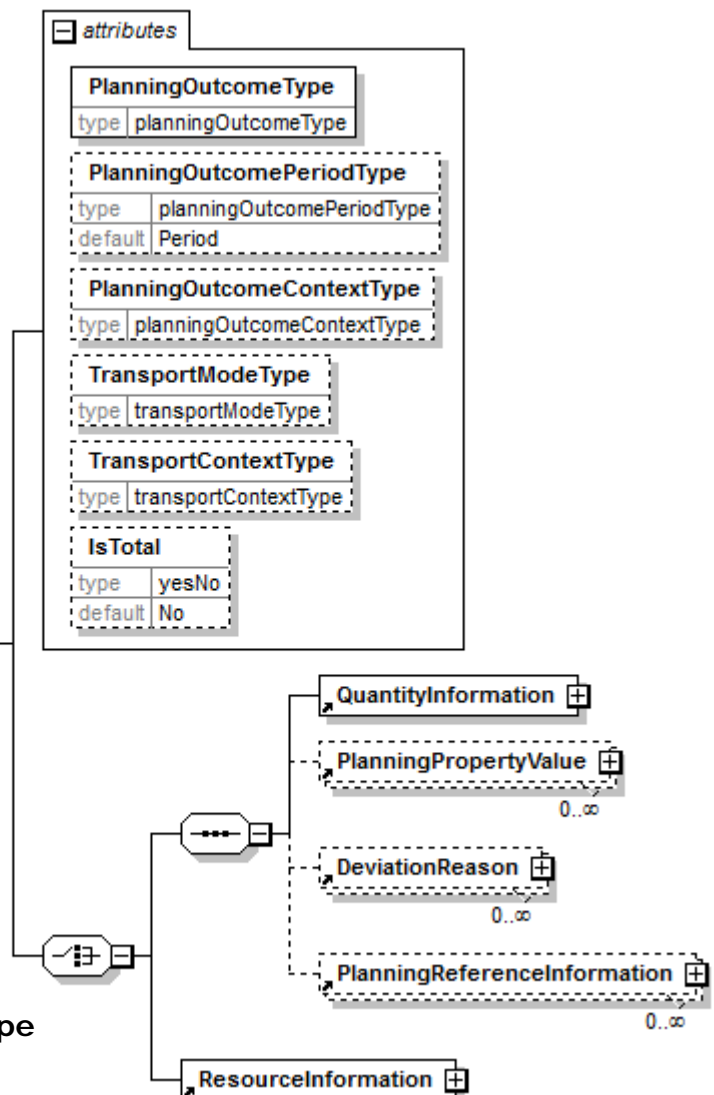 attributes
PlanningOutcomeType
type planningOutcomeType
PlanningOutcomePeriodType
type planningOutcomePeriodType
default Period
PlanningOutcomeContextType
type planningOutcomeContextType
TransportModeType
type transportModeType
TransportContextType
type transportContextType
IsTotal
type yesNo
default No
QuantityInformation
PlanningPropertyValue
0..∞
DeviationReason
0..∞
PlanningReferenceInformation
0..∞
pe
ResourceInformation